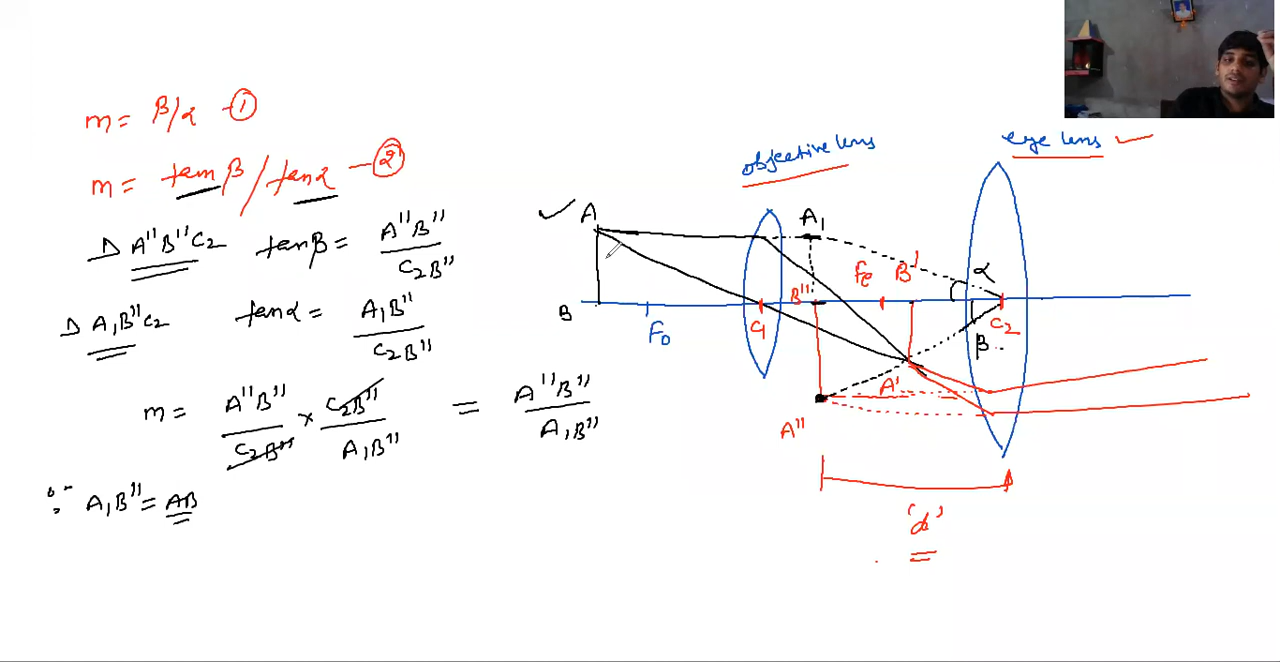 m = β/α —①
m = tanβ / tanα —②
Δ A''B''C₂ tanβ = A''B'' / C₂B''
Δ A₁B''C₂ tanα = A₁B'' / C₂B''
m = A''B'' / C₂B'' × C₂B'' / A₁B'' = A''B'' / A₁B''
∵ A₁B'' = AB
objective lens
eye lens ✓
✓ A
A₁
B
F₀
C₁
B''
Fe
B'
α
C₂
β
A'
A''
'd'